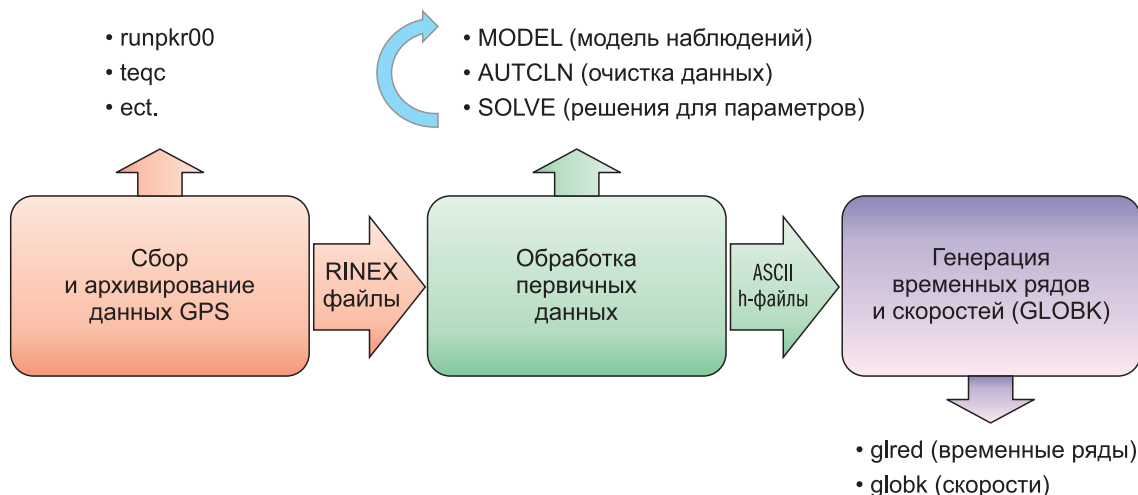 • runpkr00
• teqc
• ect.
• MODEL (модель наблюдений)
• AUTCLN (очистка данных)
• SOLVE (решения для параметров)
Сбор
и архивирование
данных GPS
RINEX
файлы
Обработка
первичных
данных
ASCII
h-файлы
Генерация
временных рядов
и скоростей (GLOBK)
• glred (временные ряды)
• globk (скорости)